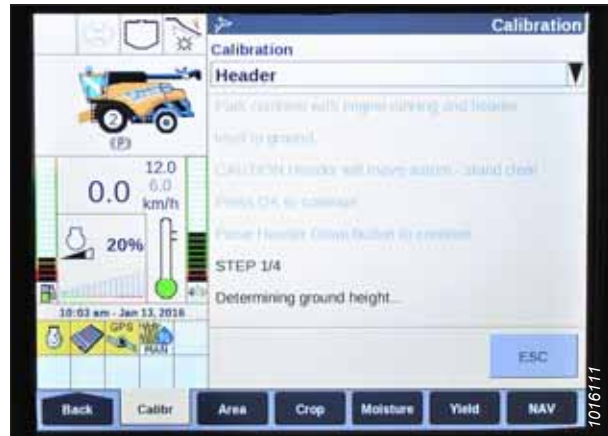 Calibration
Calibration
Header
Park combine with engine running and header
level to ground.
CAUTION Header will move autom.- stand clear
Press OK to continue
Press Header Down Button to continue
STEP 1/4
Determining ground height...
ESC
2
(P)
12.0
0.0
6.0
km/h
20%
10:03 am - Jan 13, 2016
GPS
MAN
Back
Calibr
Area
Crop
Moisture
Yield
NAV
1016111